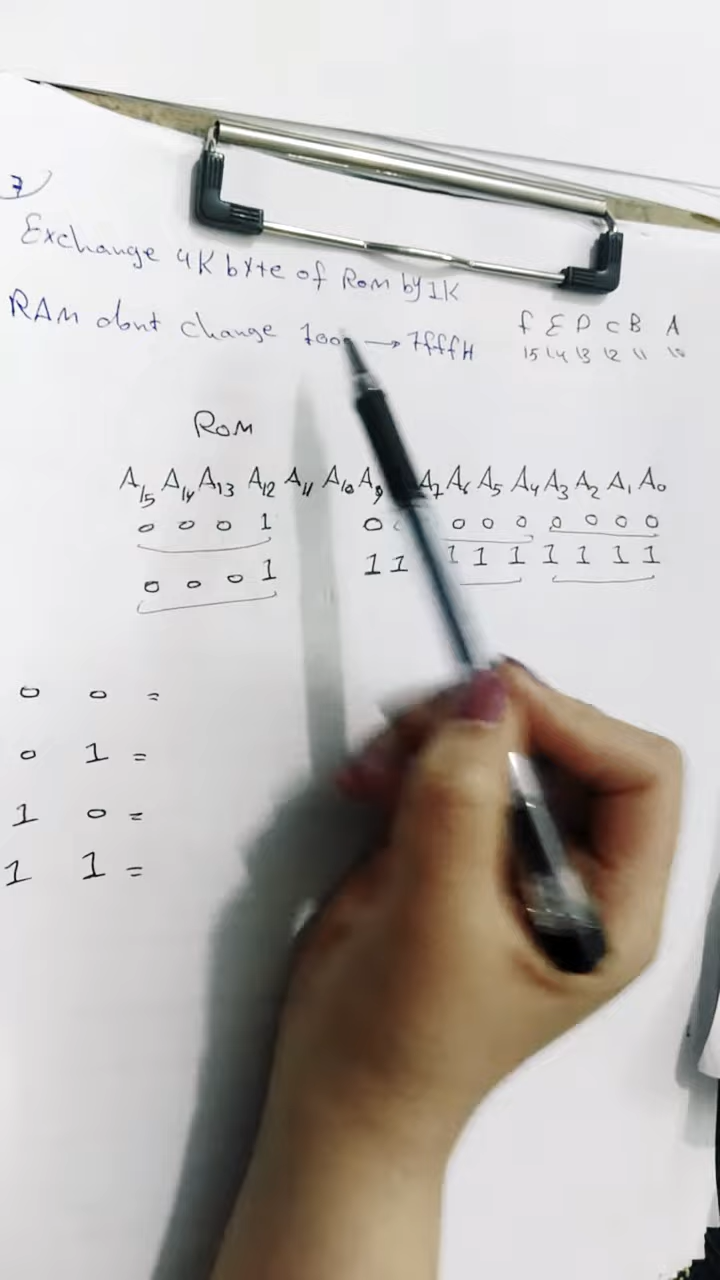 7)
Exchange 4K byte of Rom by 1K
RAM dont change → 7fffH
f E D C B A
15 14 13 12 11 10
Rom
A15 A14 A13 A12 A11 A10 A9 A7 A6 A5 A4 A3 A2 A1 A0
0 0 0 1 0 0 0 0 0 0 0 0
0 0 0 1 1 1 1 1 1 1 1 1 1
0 0 =
0 1 =
1 0 =
1 1 =